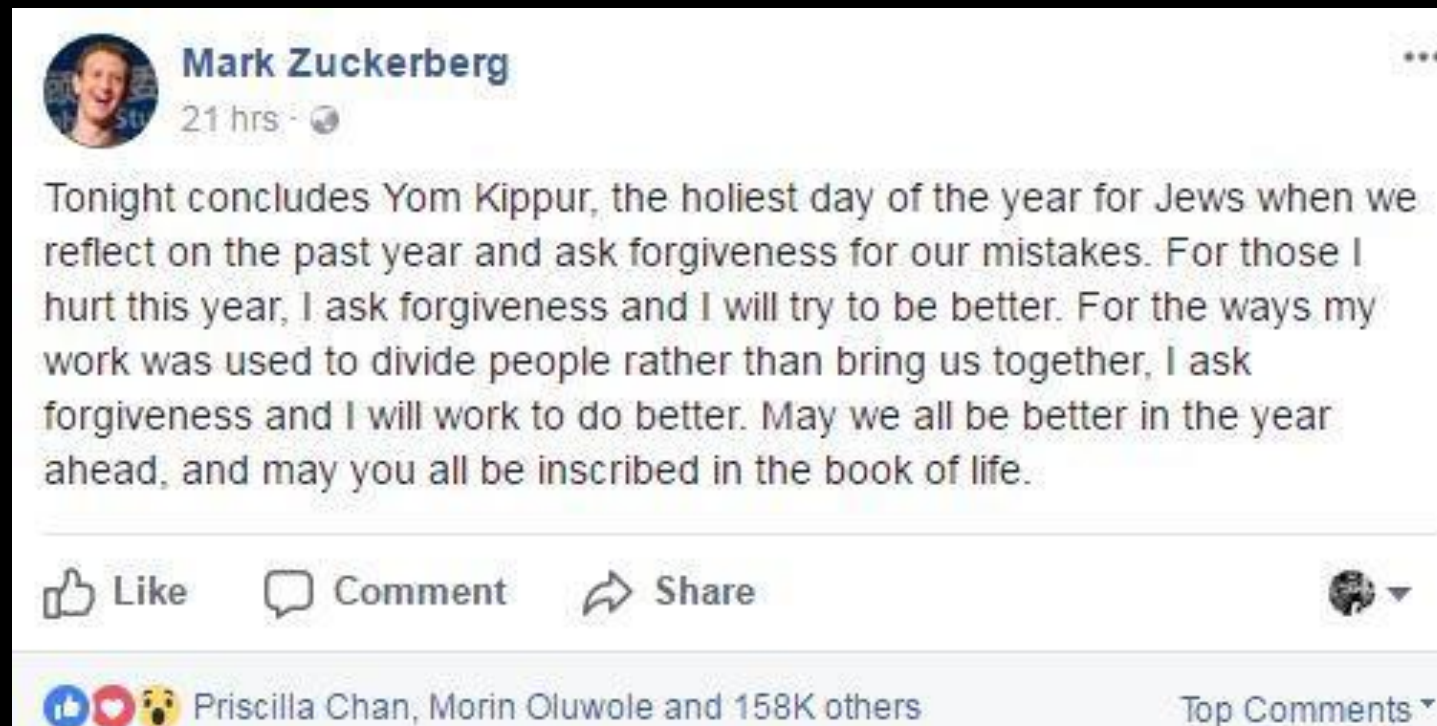 Mark Zuckerberg
21 hrs ·
Tonight concludes Yom Kippur, the holiest day of the year for Jews when we
reflect on the past year and ask forgiveness for our mistakes. For those I
hurt this year, I ask forgiveness and I will try to be better. For the ways my
work was used to divide people rather than bring us together, I ask
forgiveness and I will work to do better. May we all be better in the year
ahead, and may you all be inscribed in the book of life.
Like Comment Share
Priscilla Chan, Morin Oluwole and 158K others Top Comments